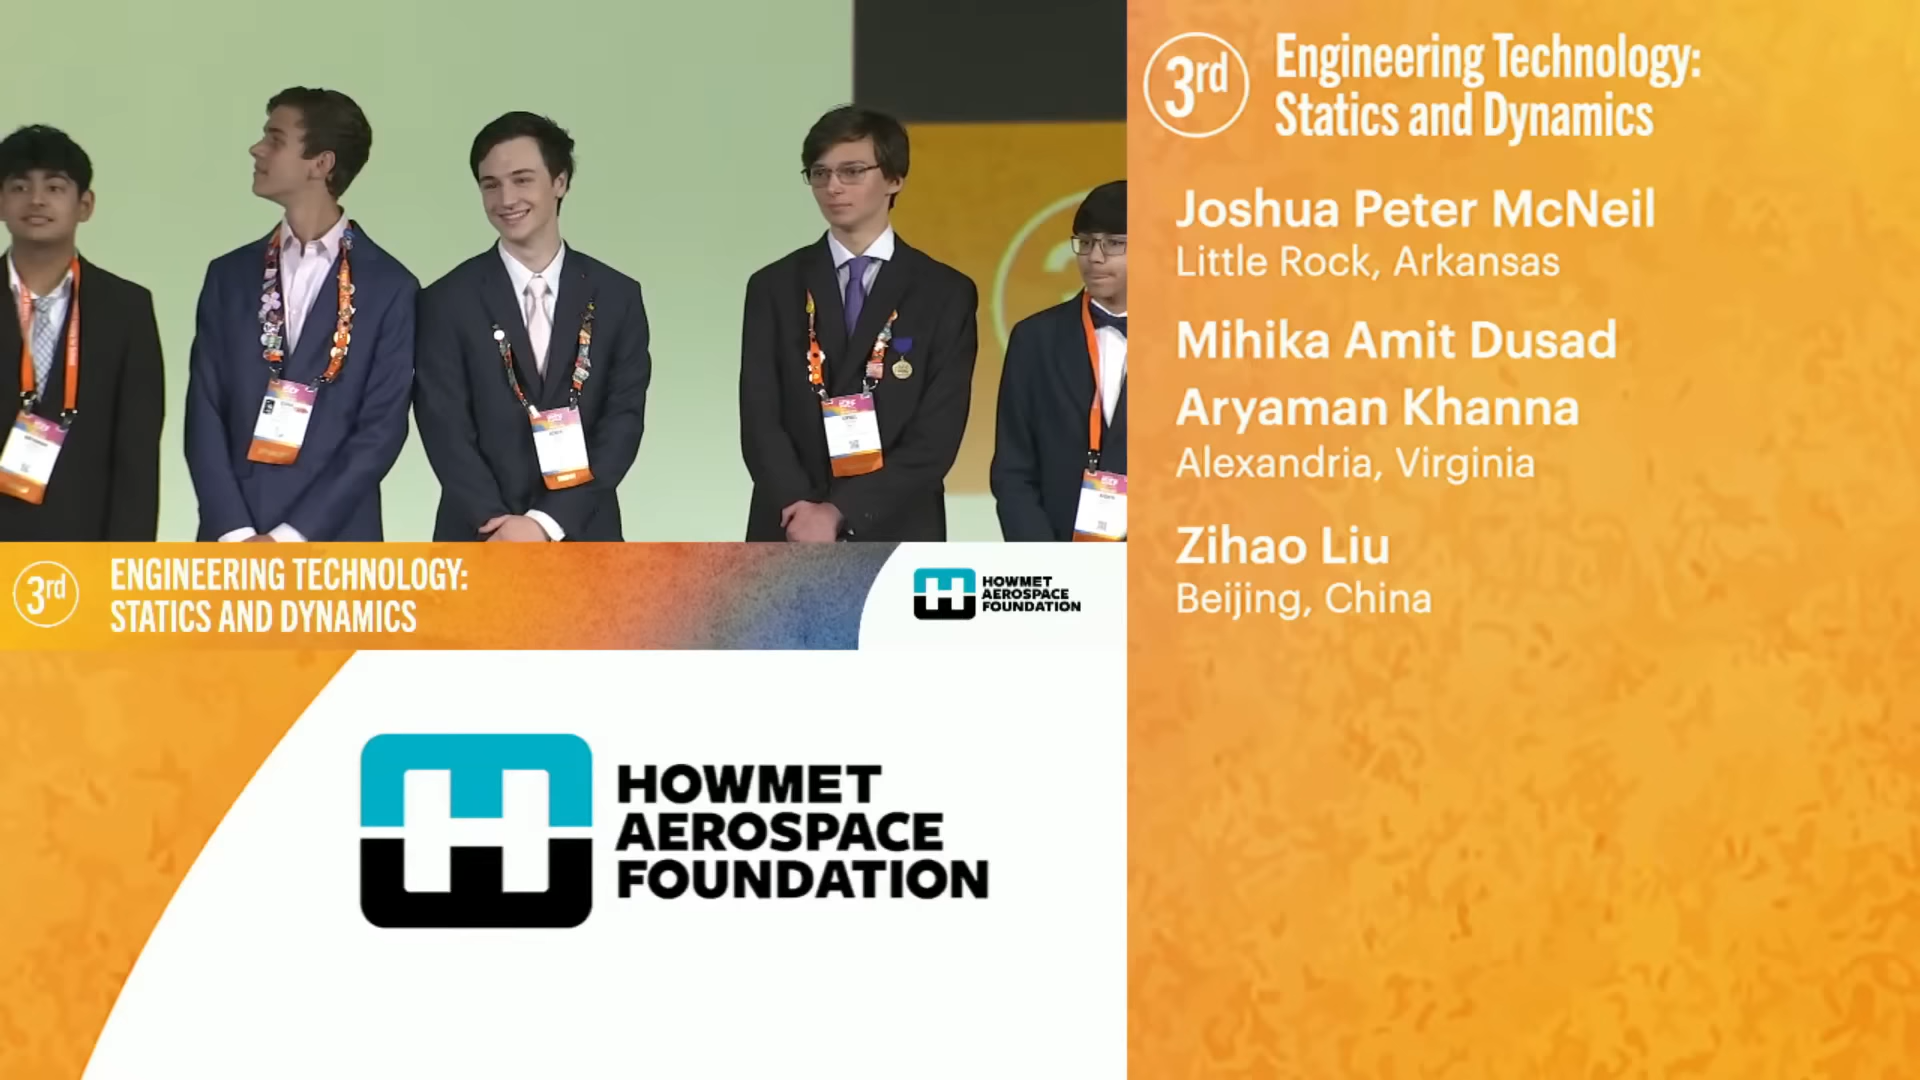 3rd
Engineering Technology:
Statics and Dynamics
Joshua Peter McNeil
Little Rock, Arkansas
Mihika Amit Dusad
Aryaman Khanna
Alexandria, Virginia
Zihao Liu
Beijing, China
3rd
ENGINEERING TECHNOLOGY:
STATICS AND DYNAMICS
HOWMET
AEROSPACE
FOUNDATION
HOWMET
AEROSPACE
FOUNDATION